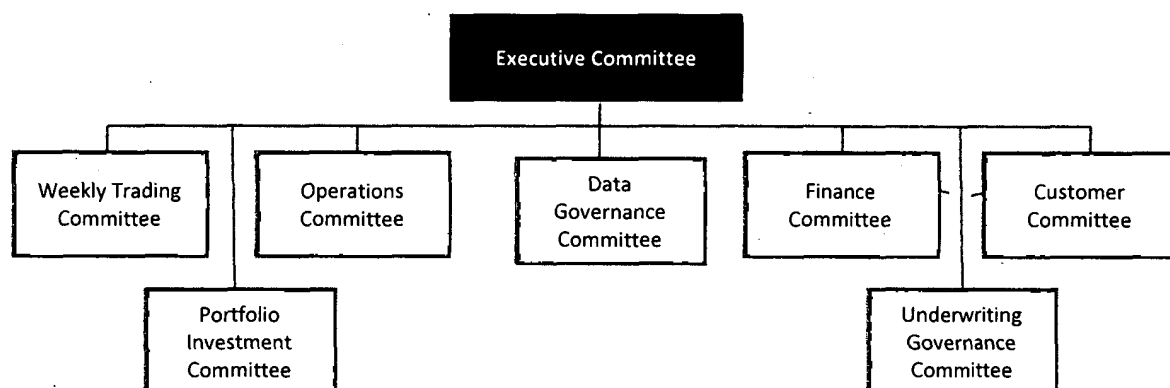 Executive Committee
Weekly Trading
Committee
Operations
Committee
Data
Governance
Committee
Finance
Committee
Customer
Committee
Portfolio
Investment
Committee
Underwriting
Governance
Committee